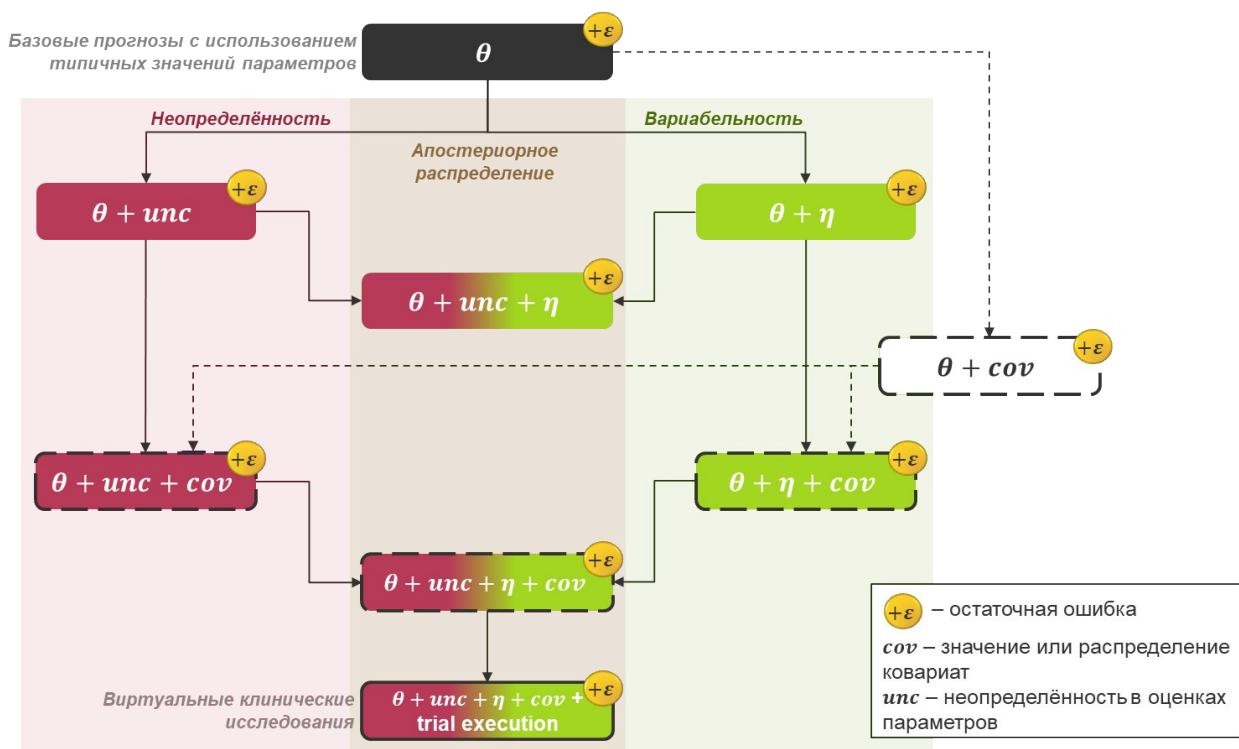 Базовые прогнозы с использованием
типичных значений параметров
θ
+ε
Неопределённость
Вариабельность
Апостериорное
распределение
θ + unc
+ε
θ + η
+ε
θ + unc + η
+ε
θ + cov
+ε
θ + unc + cov
+ε
θ + η + cov
+ε
θ + unc + η + cov
+ε
Виртуальные клинические
исследования
θ + unc + η + cov +
trial execution
+ε
+ε – остаточная ошибка
cov – значение или распределение
ковариат
unc – неопределённость в оценках
параметров